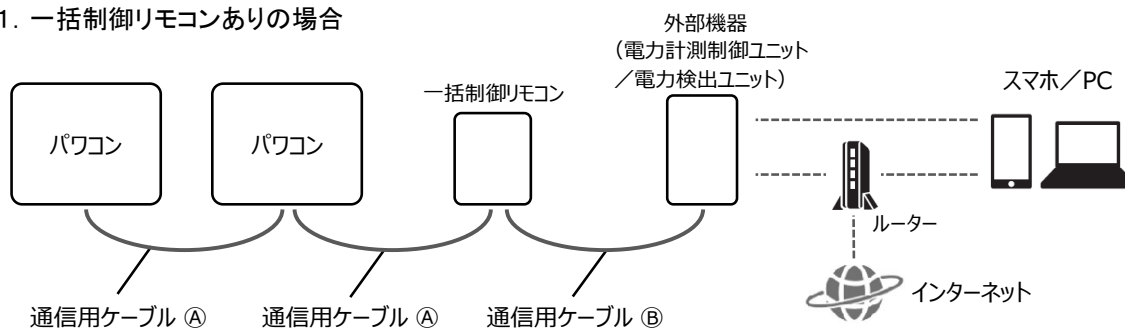 1．一括制御リモコンありの場合
外部機器
（電力計測制御ユニット
／電力検出ユニット）
スマホ／PC
一括制御リモコン
パワコン
パワコン
ルーター
インターネット
通信用ケーブル Ⓐ
通信用ケーブル Ⓐ
通信用ケーブル Ⓑ